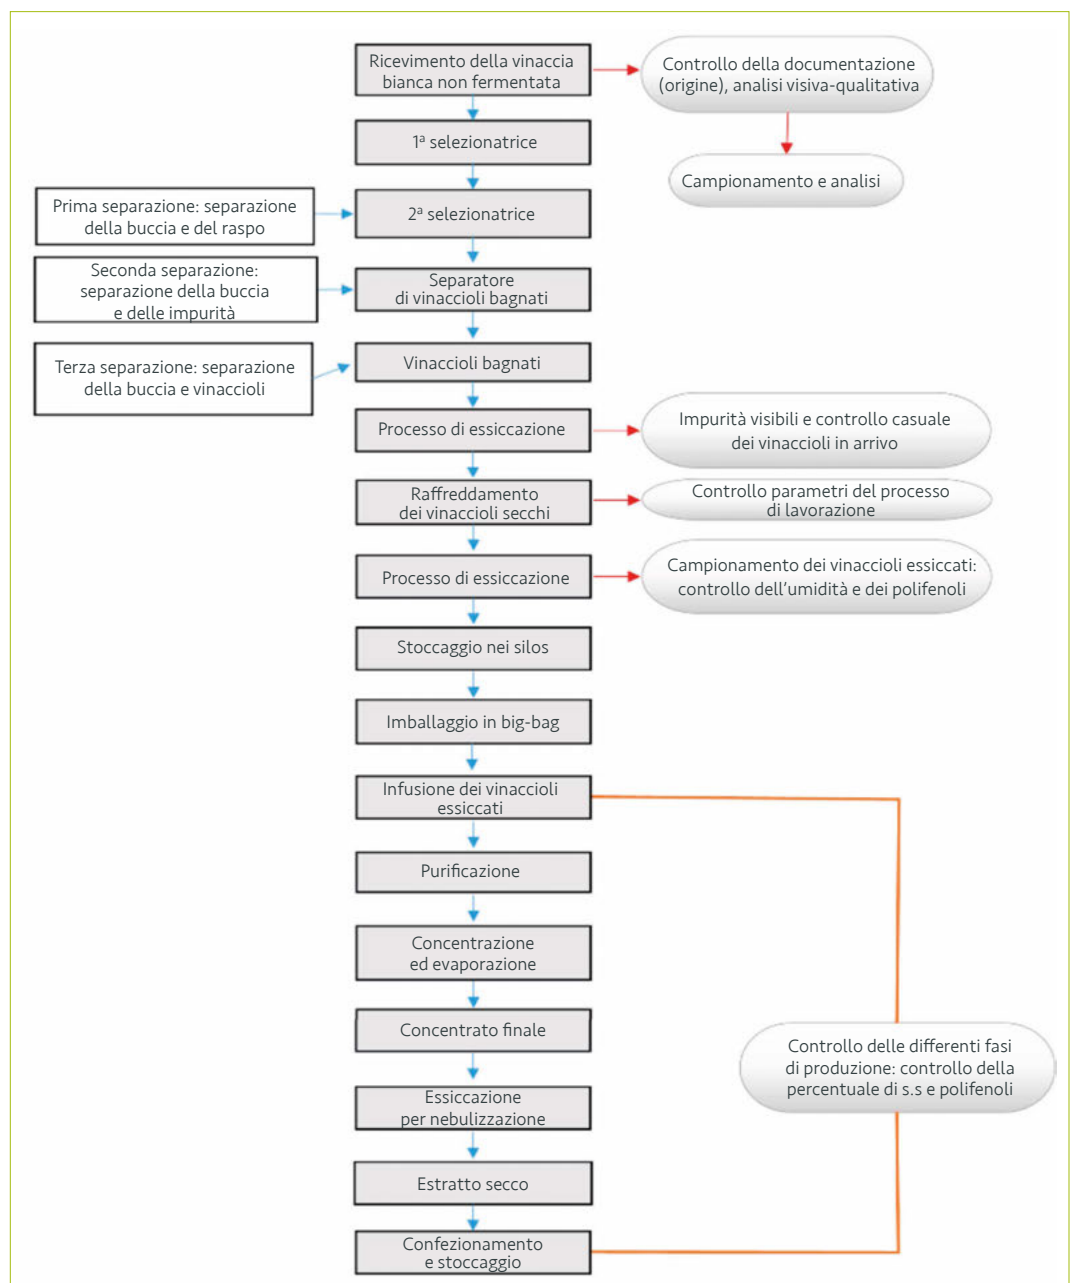 Ricevimento della vinaccia
bianca non fermentata
Controllo della documentazione
(origine), analisi visiva-qualitativa
1ª selezionatrice
Campionamento e analisi
Prima separazione: separazione
della buccia e del raspo
2ª selezionatrice
Seconda separazione:
separazione della buccia
e delle impurità
Separatore
di vinaccioli bagnati
Terza separazione: separazione
della buccia e vinaccioli
Vinaccioli bagnati
Processo di essiccazione
Impurità visibili e controllo casuale
dei vinaccioli in arrivo
Raffreddamento
dei vinaccioli secchi
Controllo parametri del processo
di lavorazione
Processo di essiccazione
Campionamento dei vinaccioli essiccati:
controllo dell'umidità e dei polifenoli
Stoccaggio nei silos
Imballaggio in big-bag
Infusione dei vinaccioli
essiccati
Purificazione
Concentrazione
ed evaporazione
Concentrato finale
Controllo delle differenti fasi
di produzione: controllo della
percentuale di s.s e polifenoli
Essiccazione
per nebulizzazione
Estratto secco
Confezionamento
e stoccaggio